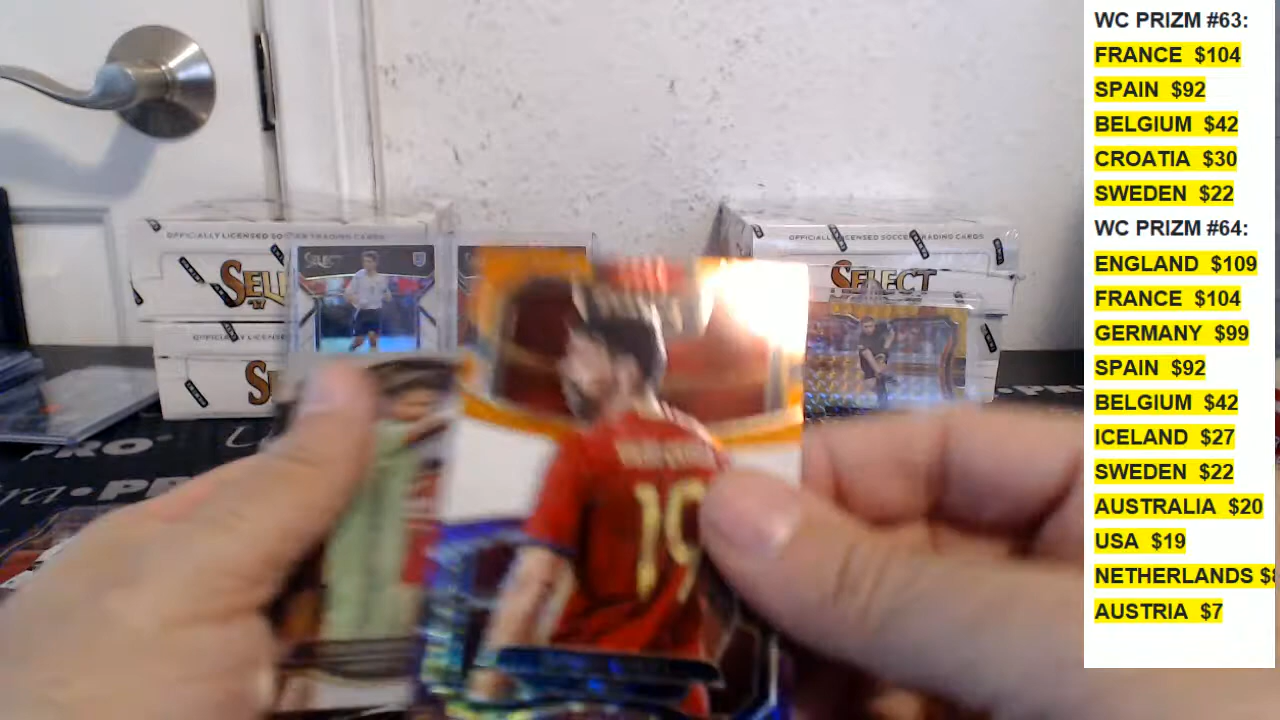 WC PRIZM #63:
FRANCE $104
SPAIN $92
BELGIUM $42
CROATIA $30
SWEDEN $22
WC PRIZM #64:
ENGLAND $109
FRANCE $104
GERMANY $99
SPAIN $92
BELGIUM $42
ICELAND $27
SWEDEN $22
AUSTRALIA $20
USA $19
NETHERLANDS $
AUSTRIA $7
OFFICIALLY LICENSED SOCCER TRADING CARDS
OFFICIALLY LICENSED SOCCER TRADING CARDS
SELECT
SELECT
SELECT
PRO
19